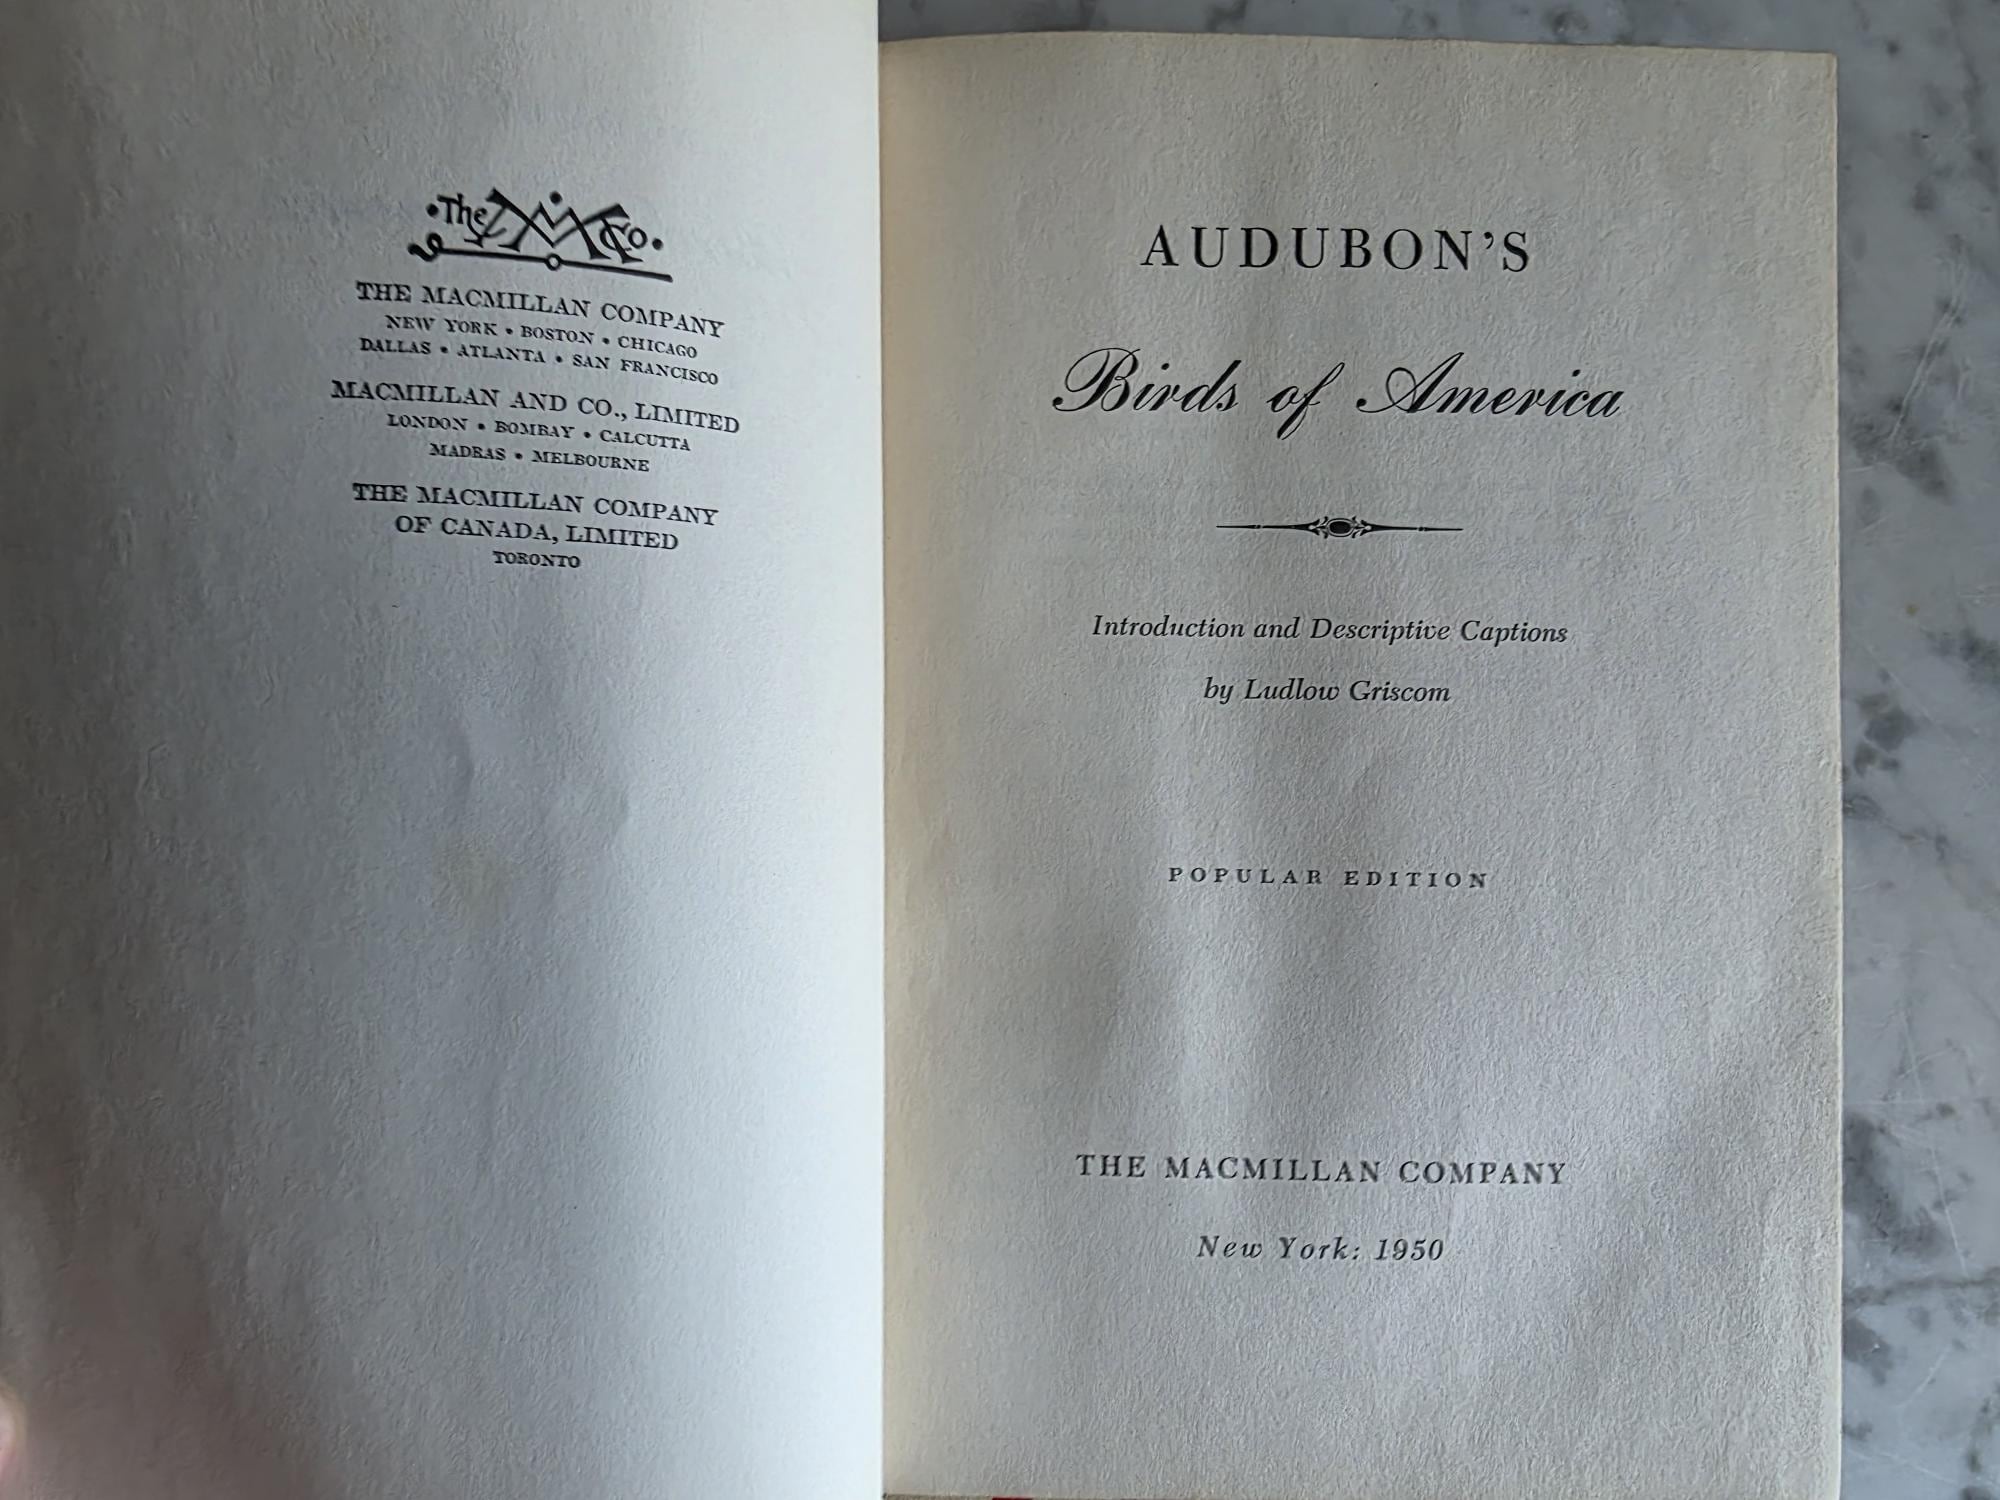 The M Co.
THE MACMILLAN COMPANY
NEW YORK • BOSTON • CHICAGO
DALLAS • ATLANTA • SAN FRANCISCO
MACMILLAN AND CO., LIMITED
LONDON • BOMBAY • CALCUTTA
MADRAS • MELBOURNE
THE MACMILLAN COMPANY
OF CANADA, LIMITED
TORONTO
AUDUBON'S
Birds of America
Introduction and Descriptive Captions
by Ludlow Griscom
POPULAR EDITION
THE MACMILLAN COMPANY
New York: 1950